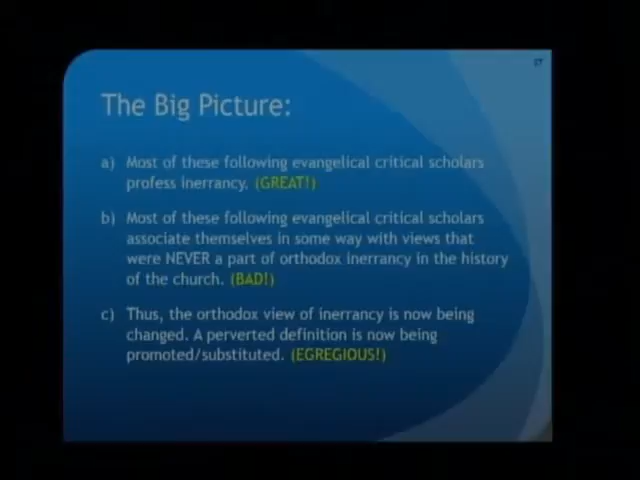 57
The Big Picture:
a) Most of these following evangelical critical scholars
profess inerrancy. (GREAT!)
b) Most of these following evangelical critical scholars
associate themselves in some way with views that
were NEVER a part of orthodox inerrancy in the history
of the church. (BAD!)
c) Thus, the orthodox view of inerrancy is now being
changed. A perverted definition is now being
promoted/substituted. (EGREGIOUS!)